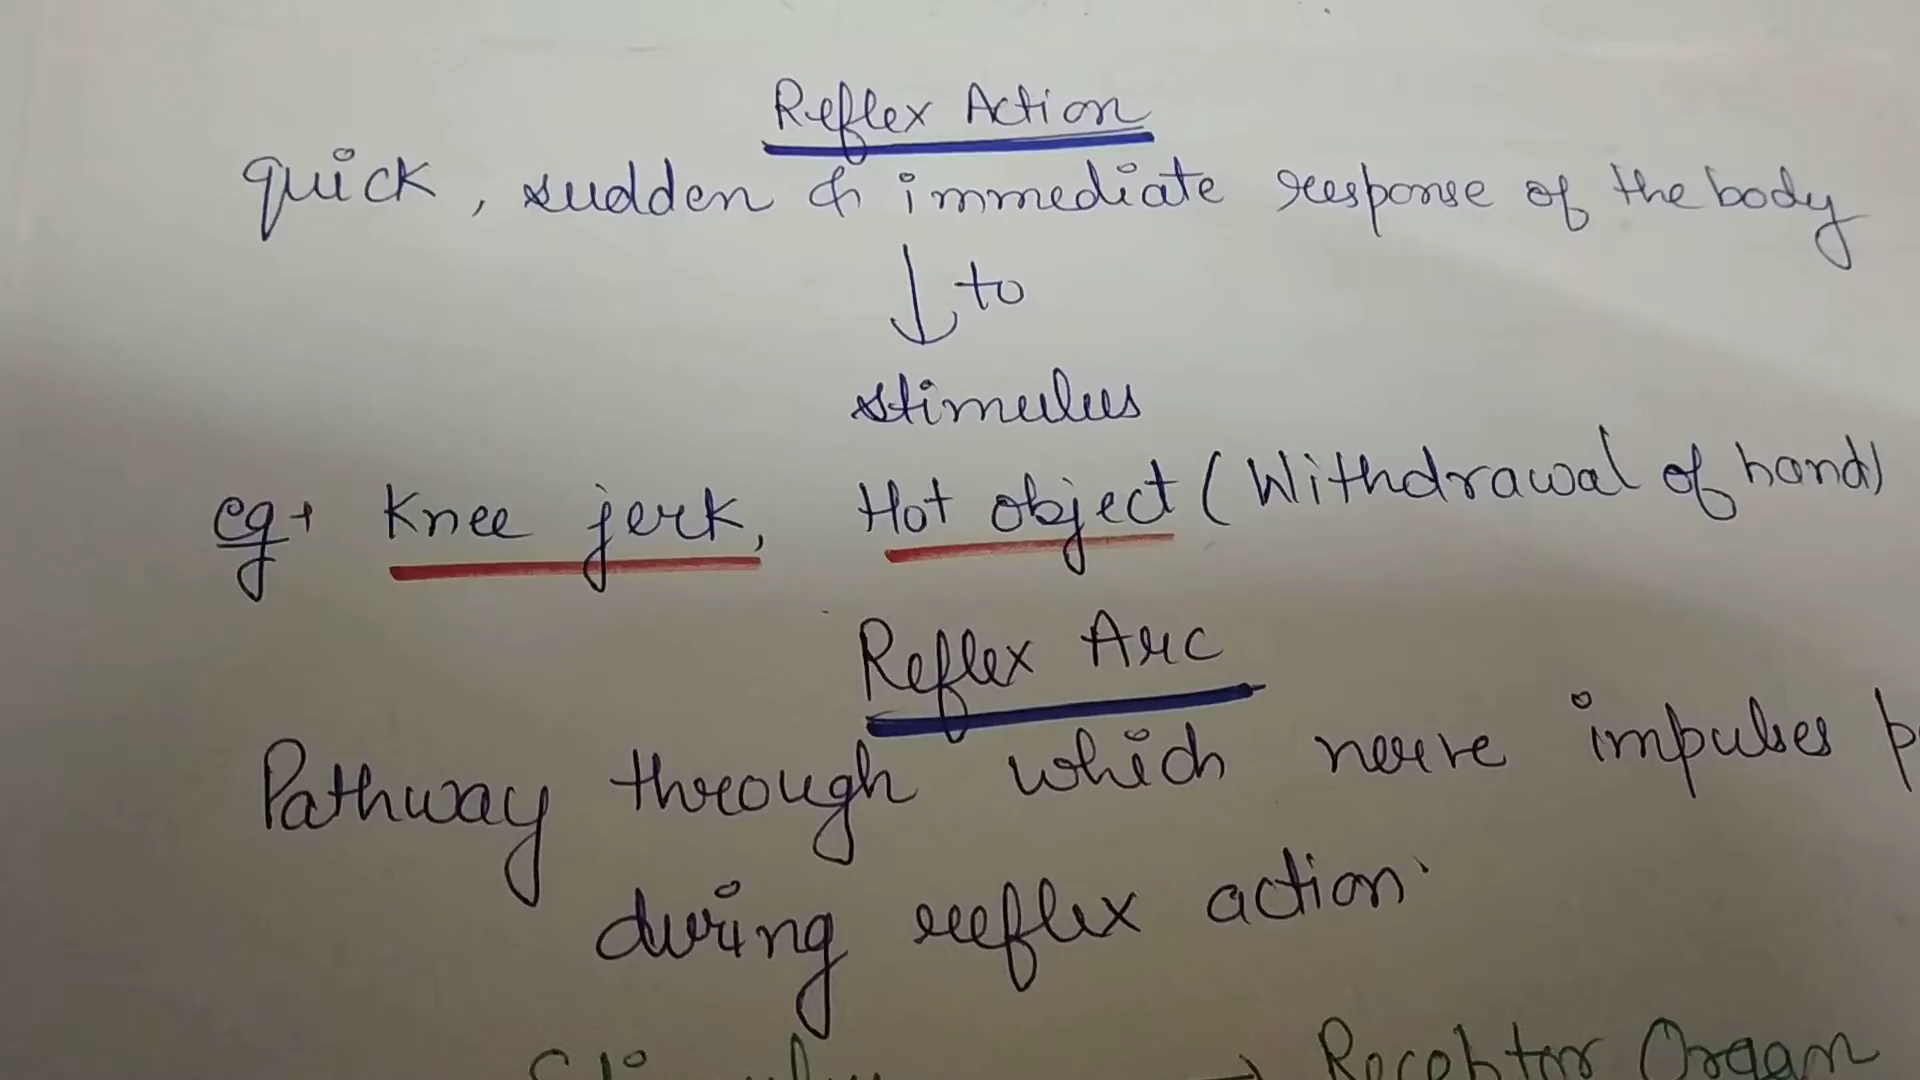 Reflex Action
quick, sudden & immediate response of the body
↓ to
stimulus
eg → Knee jerk, Hot object (Withdrawal of hand)
Reflex Arc
Pathway through which nerve impulses
during reflex action.
→ Receptor Organ